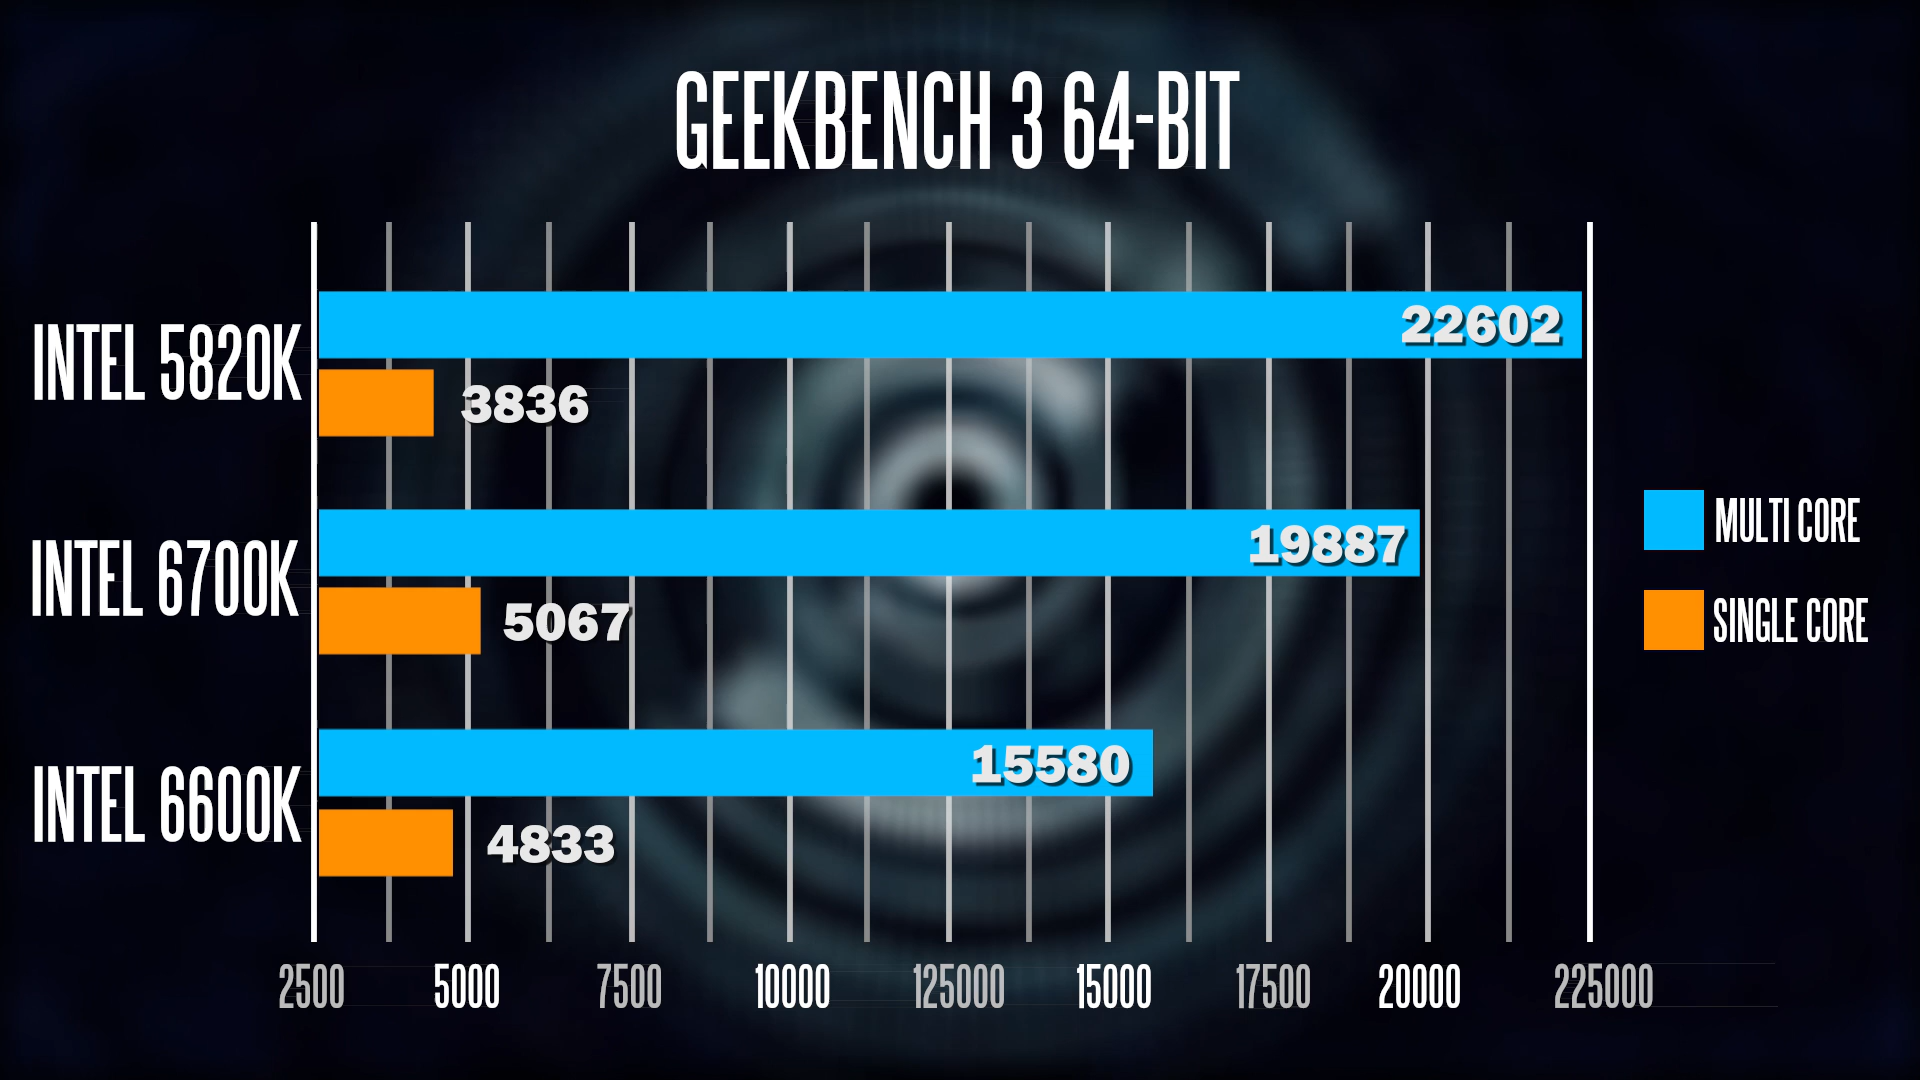 GEEKBENCH 3 64-BIT
INTEL 5820K
22602
3836
INTEL 6700K
19887
5067
INTEL 6600K
15580
4833
MULTI CORE
SINGLE CORE
2500 5000 7500 10000 125000 15000 17500 20000 225000